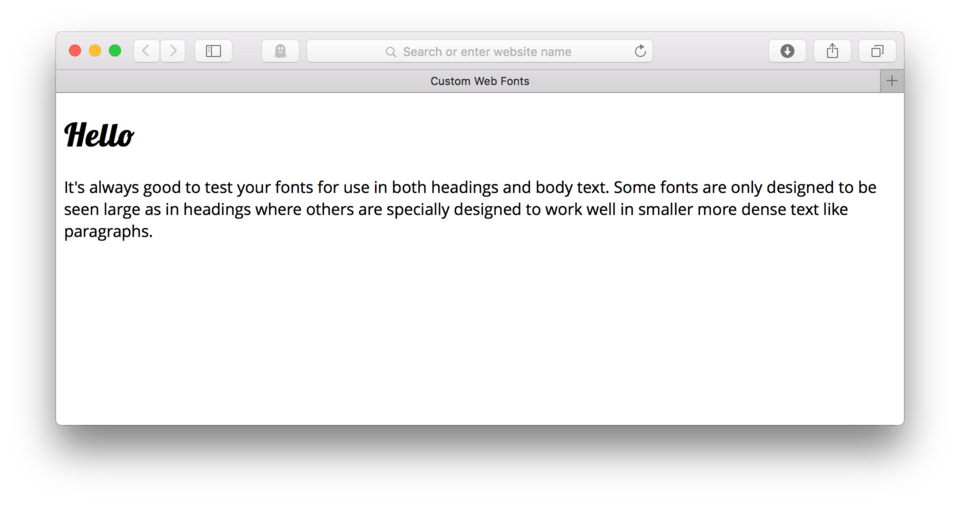 Search or enter website name
Custom Web Fonts
Hello
It's always good to test your fonts for use in both headings and body text. Some fonts are only designed to be
seen large as in headings where others are specially designed to work well in smaller more dense text like
paragraphs.